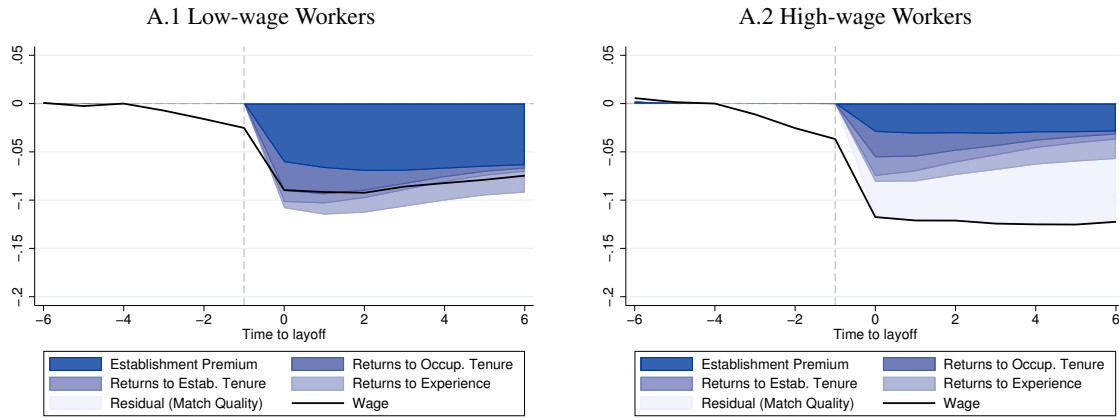 A.1 Low-wage Workers
.05
0
-.05
-.1
-.15
-.2
-6 -4 -2 0 2 4 6
Time to layoff
Establishment Premium Returns to Occup. Tenure
Returns to Estab. Tenure Returns to Experience
Residual (Match Quality) Wage
A.2 High-wage Workers
.05
0
-.05
-.1
-.15
-.2
-6 -4 -2 0 2 4 6
Time to layoff
Establishment Premium Returns to Occup. Tenure
Returns to Estab. Tenure Returns to Experience
Residual (Match Quality) Wage